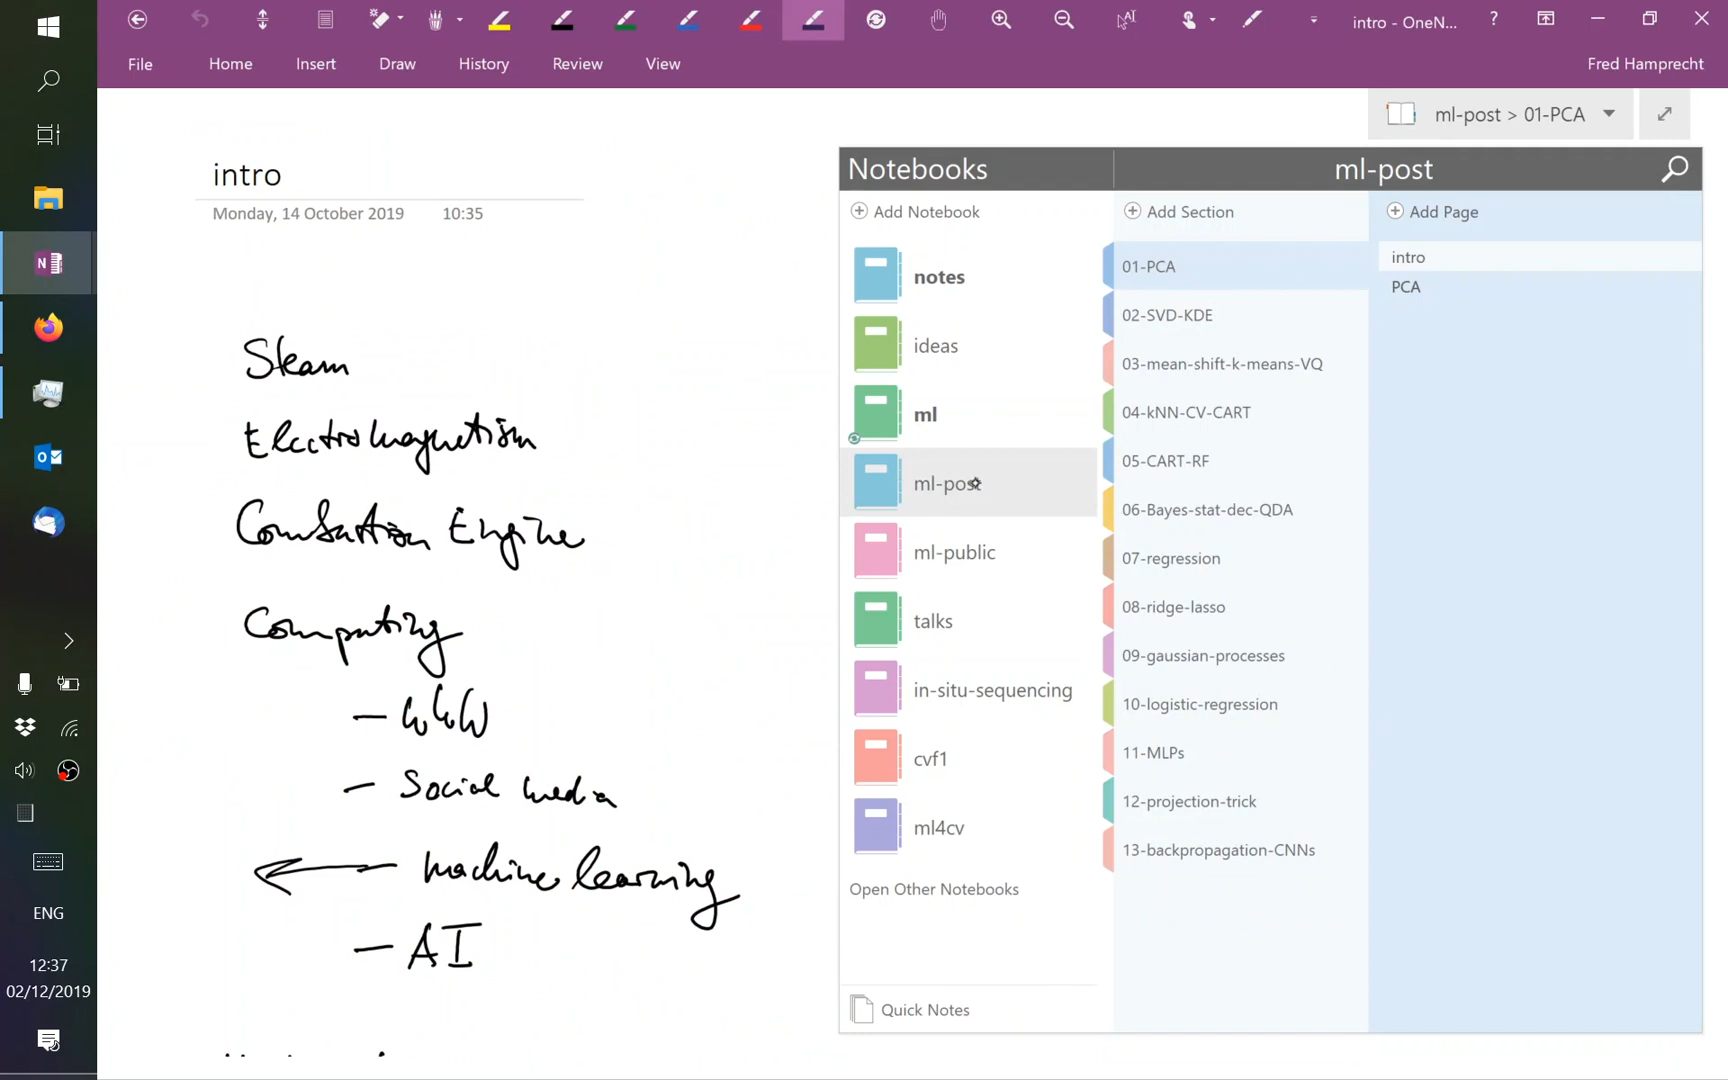 intro - OneN...
?
File
Home
Insert
Draw
History
Review
View
Fred Hamprecht
ml-post > 01-PCA
intro
Monday, 14 October 2019
10:35
Steam
Electromagnetism
Combustion Engine
Computing
- WWW
- Social media
machine learning
- AI
Notebooks
Add Notebook
notes
ideas
ml
ml-post
ml-public
talks
in-situ-sequencing
cvf1
ml4cv
Open Other Notebooks
Quick Notes
ml-post
Add Section
01-PCA
02-SVD-KDE
03-mean-shift-k-means-VQ
04-kNN-CV-CART
05-CART-RF
06-Bayes-stat-dec-QDA
07-regression
08-ridge-lasso
09-gaussian-processes
10-logistic-regression
11-MLPs
12-projection-trick
13-backpropagation-CNNs
Add Page
intro
PCA
ENG
12:37
02/12/2019